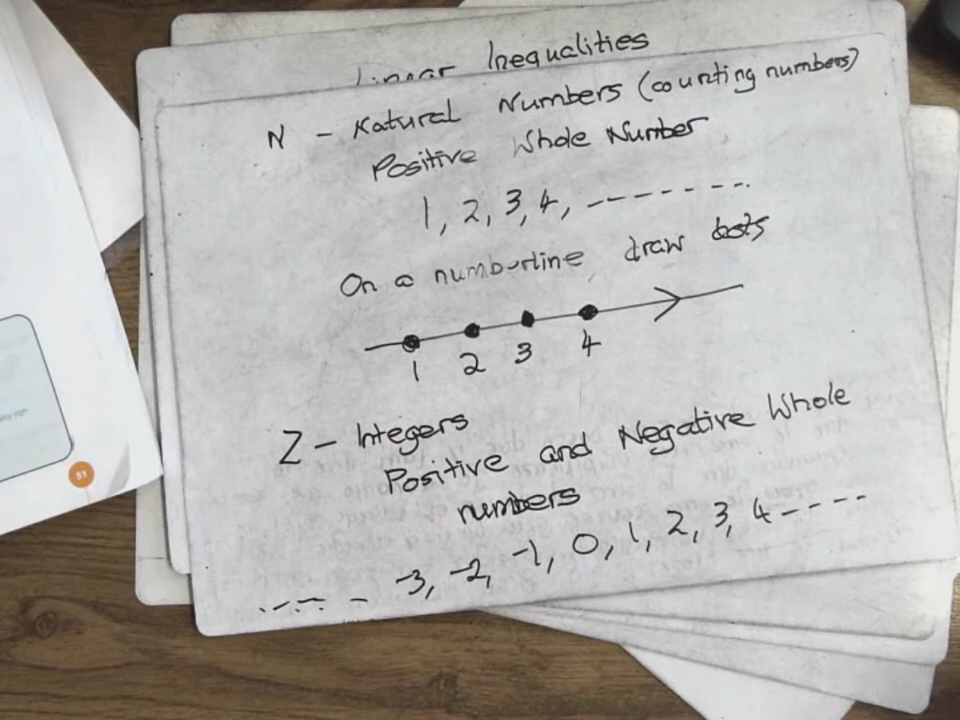 Linear Inequalities
N - Natural Numbers (counting numbers)
Positive Whole Number
1, 2, 3, 4, -------
On a numberline draw dots
1 2 3 4
Z - Integers
Positive and Negative Whole
numbers
------ -3, -2, -1, 0, 1, 2, 3, 4----
51